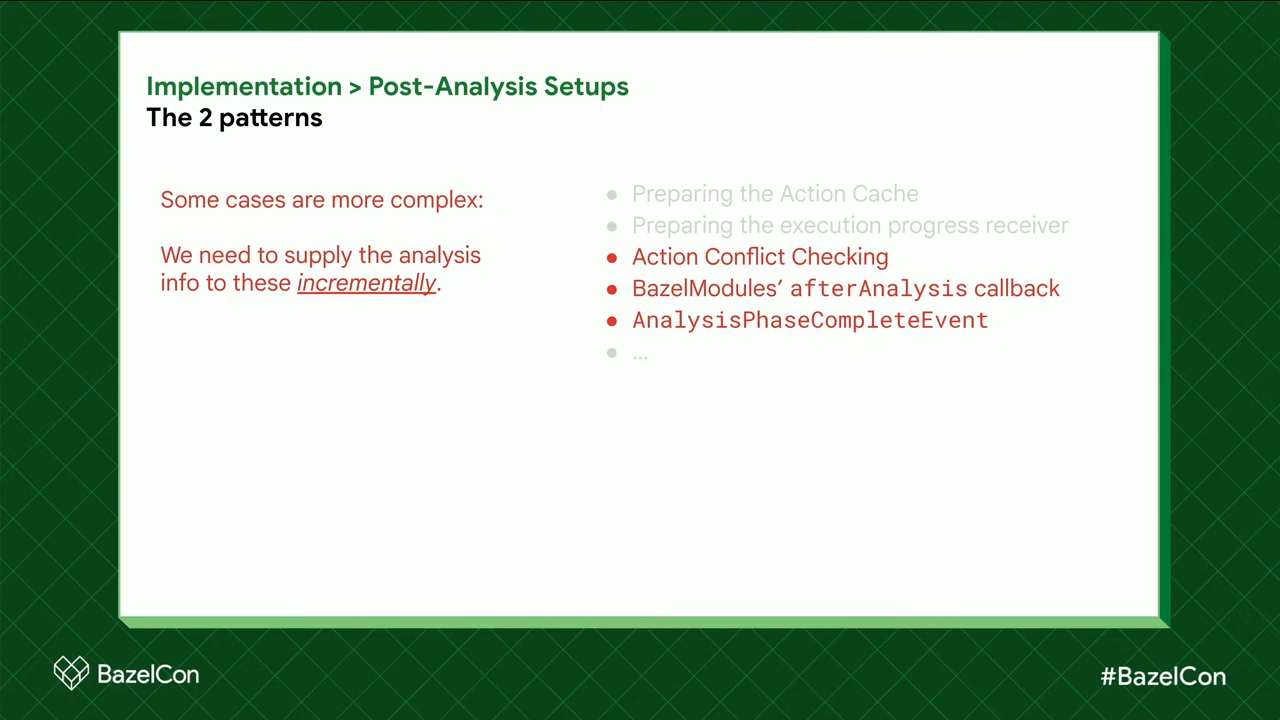 Implementation > Post-Analysis Setups
The 2 patterns
Some cases are more complex:
We need to supply the analysis
info to these incrementally.
● Preparing the Action Cache
● Preparing the execution progress receiver
● Action Conflict Checking
● BazelModules’ afterAnalysis callback
● AnalysisPhaseCompleteEvent
● ...
BazelCon
#BazelCon